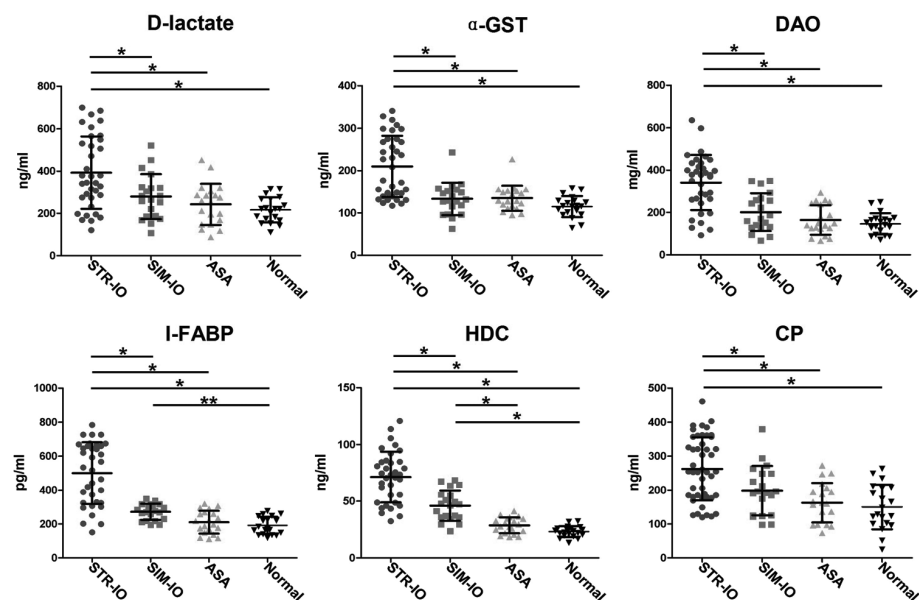 D-lactate
*
*
*
ng/ml
800
600
400
200
0
STR-IO
SIM-IO
ASA
Normal
α-GST
*
*
*
ng/ml
400
300
200
100
0
STR-IO
SIM-IO
ASA
Normal
DAO
*
*
*
mg/ml
800
600
400
200
0
STR-IO
SIM-IO
ASA
Normal
I-FABP
*
*
*
**
pg/ml
1000
800
600
400
200
0
STR-IO
SIM-IO
ASA
Normal
HDC
*
*
*
*
*
ng/ml
150
100
50
0
STR-IO
SIM-IO
ASA
Normal
CP
*
*
*
ng/ml
500
400
300
200
100
0
STR-IO
SIM-IO
ASA
Normal